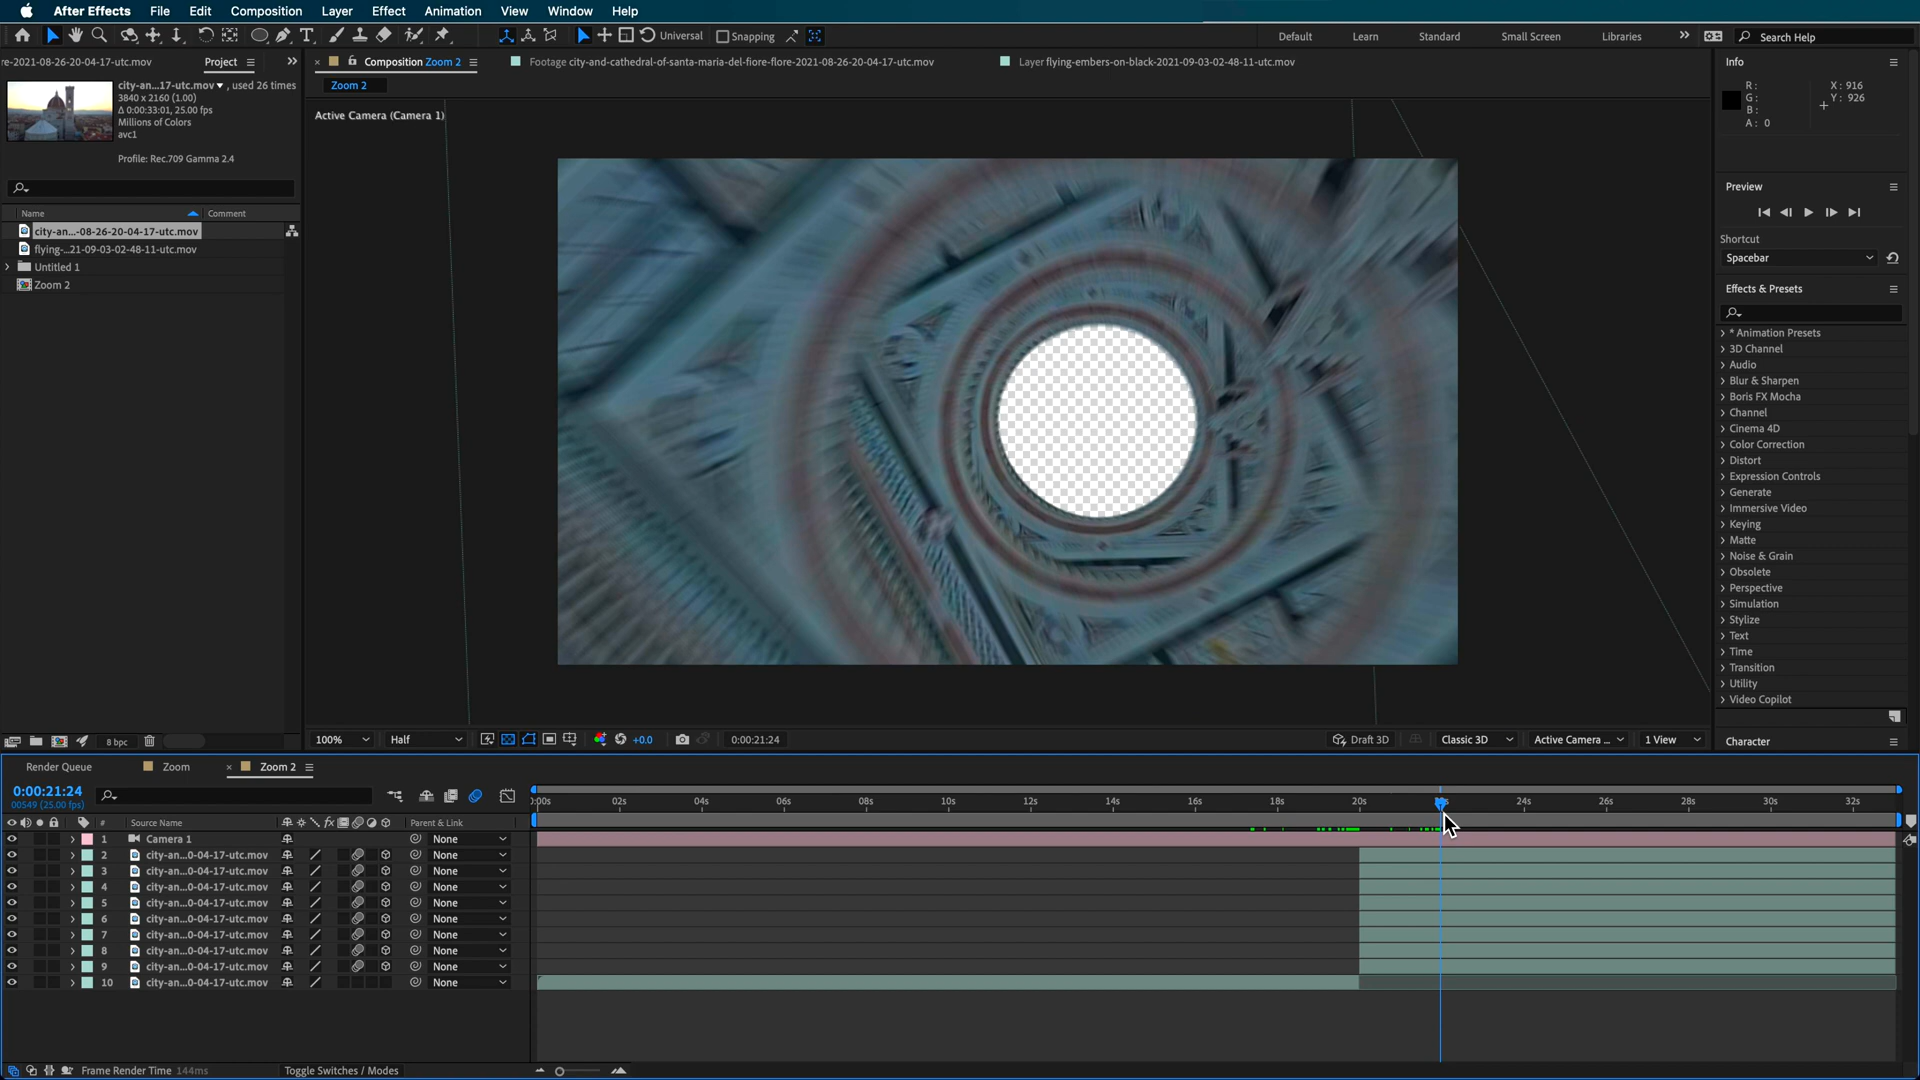 After Effects File Edit Composition Layer Effect Animation View Window Help
Universal Snapping Default Learn Standard Small Screen Libraries Search Help
re-2021-08-26-20-04-17-utc.mov Project
Composition Zoom 2 Footage city-and-cathedral-of-santa-maria-del-fiore-flore-2021-08-26-20-04-17-utc.mov Layer flying-embers-on-black-2021-09-03-02-48-11-utc.mov
Zoom 2
Active Camera (Camera 1)
city-an...17-utc.mov , used 26 times
3840 x 2160 (1.00)
Δ 0:00:33:01, 25.00 fps
Millions of Colors
avc1
Profile: Rec.709 Gamma 2.4
Name Comment
city-an...-08-26-20-04-17-utc.mov
flying-...21-09-03-02-48-11-utc.mov
Untitled 1
Zoom 2
8 bpc
100% Half +0.0 0:00:21:24 Draft 3D Classic 3D Active Camera ... 1 View
Info
R: X: 916
G: Y: 926
B:
A: 0
Preview
Shortcut
Spacebar
Effects & Presets
* Animation Presets
3D Channel
Audio
Blur & Sharpen
Boris FX Mocha
Channel
Cinema 4D
Color Correction
Distort
Expression Controls
Generate
Immersive Video
Keying
Matte
Noise & Grain
Obsolete
Perspective
Simulation
Stylize
Text
Time
Transition
Utility
Video Copilot
Character
Render Queue Zoom Zoom 2
0:00:21:24
00549 (25.00 fps)
:00s 02s 04s 06s 08s 10s 12s 14s 16s 18s 20s 24s 26s 28s 30s 32s
# Source Name Parent & Link
1 Camera 1 None
2 city-an...0-04-17-utc.mov None
3 city-an...0-04-17-utc.mov None
4 city-an...0-04-17-utc.mov None
5 city-an...0-04-17-utc.mov None
6 city-an...0-04-17-utc.mov None
7 city-an...0-04-17-utc.mov None
8 city-an...0-04-17-utc.mov None
9 city-an...0-04-17-utc.mov None
10 city-an...0-04-17-utc.mov None
Frame Render Time 144ms Toggle Switches / Modes